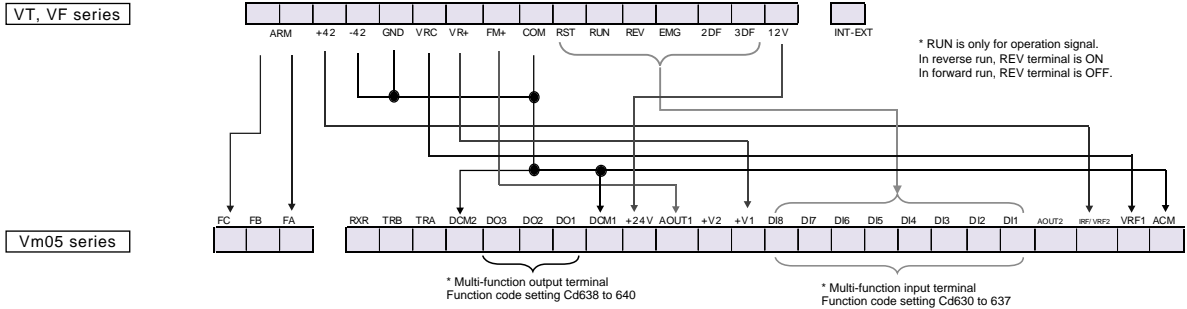 VT, VF series
ARM +42 -42 GND VRC VR+ FM+ COM RST RUN REV EMG 2DF 3DF 12V INT-EXT
* RUN is only for operation signal.
In reverse run, REV terminal is ON
In forward run, REV terminal is OFF.
FC FB FA RXR TRB TRA DCM2 DO3 DO2 DO1 DCM1 +24V AOUT1 +V2 +V1 DI8 DI7 DI6 DI5 DI4 DI3 DI2 DI1 AOUT2 IRF/VRF2 VRF1 ACM
Vm05 series
* Multi-function output terminal
Function code setting Cd638 to 640
* Multi-function input terminal
Function code setting Cd630 to 637